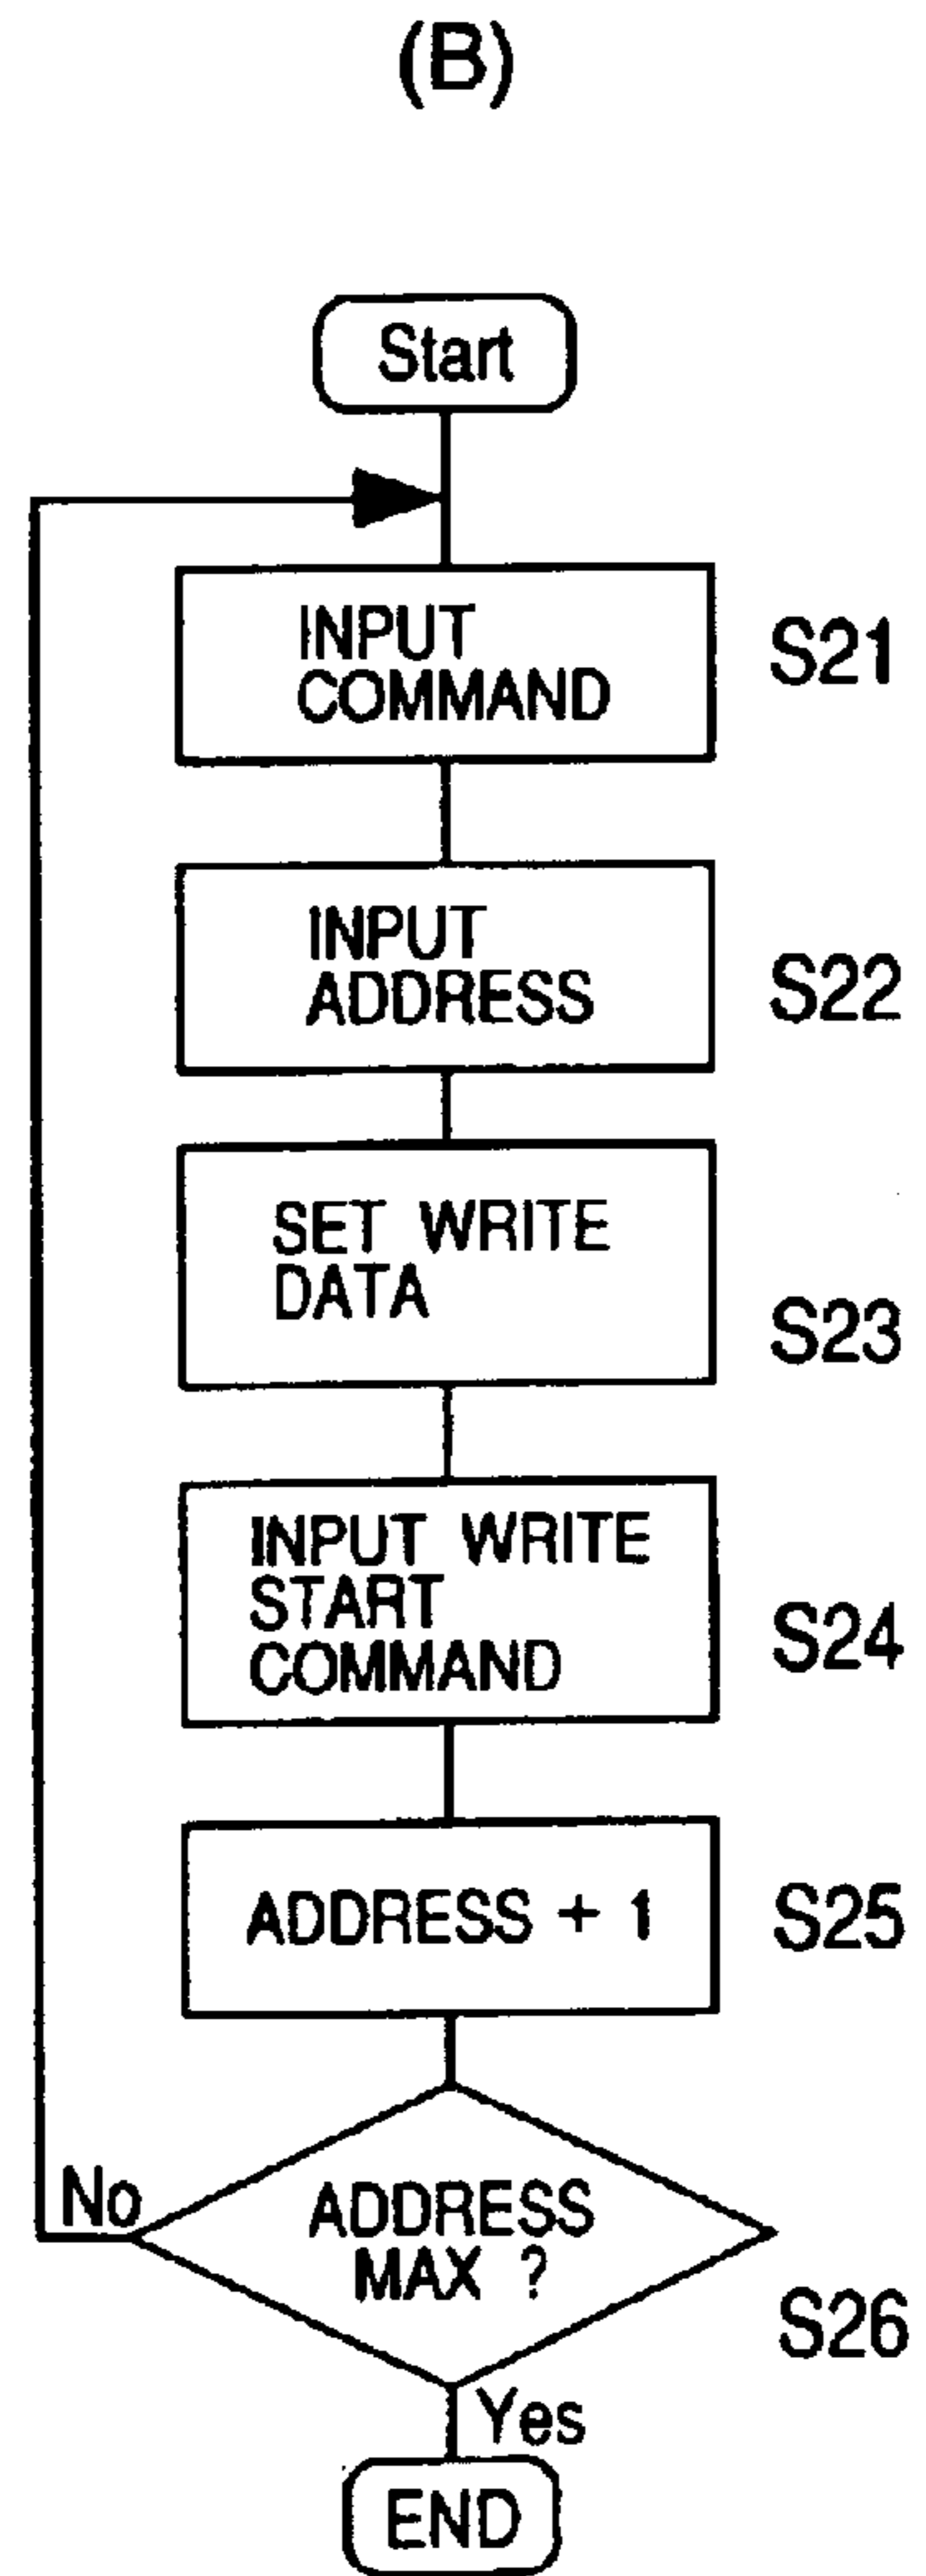 (B)
Start
INPUT
COMMAND
S21
INPUT
ADDRESS
S22
SET WRITE
DATA
S23
INPUT WRITE
START
COMMAND
S24
ADDRESS + 1
S25
No
ADDRESS
MAX ?
S26
Yes
END